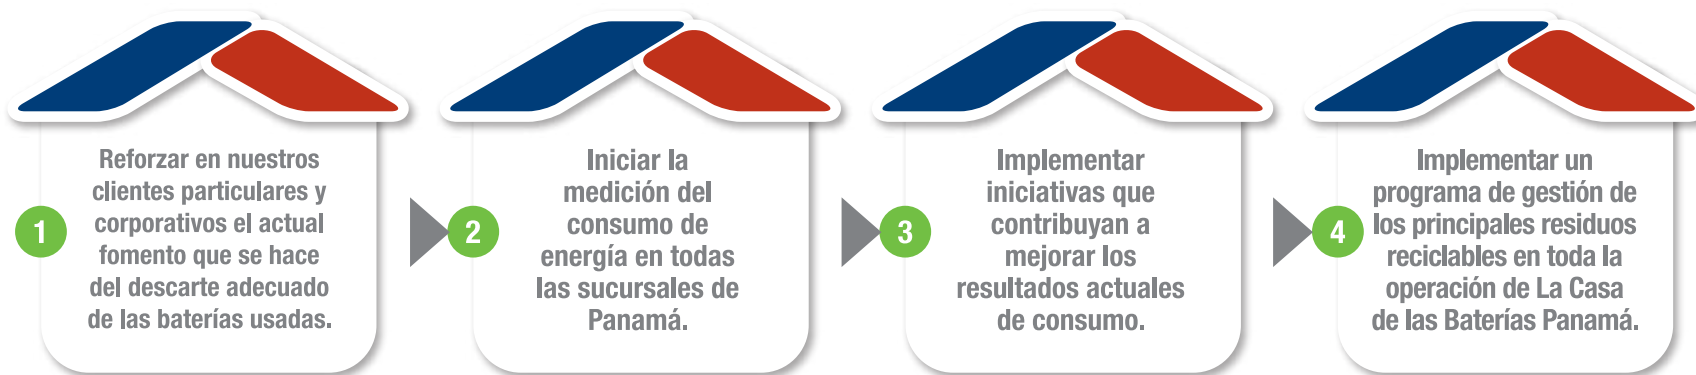 1
Reforzar en nuestros
clientes particulares y
corporativos el actual
fomento que se hace
del descarte adecuado
de las baterías usadas.
2
Iniciar la
medición del
consumo de
energía en todas
las sucursales de
Panamá.
3
Implementar
iniciativas que
contribuyan a
mejorar los
resultados actuales
de consumo.
4
Implementar un
programa de gestión de
los principales residuos
reciclables en toda la
operación de La Casa
de las Baterías Panamá.